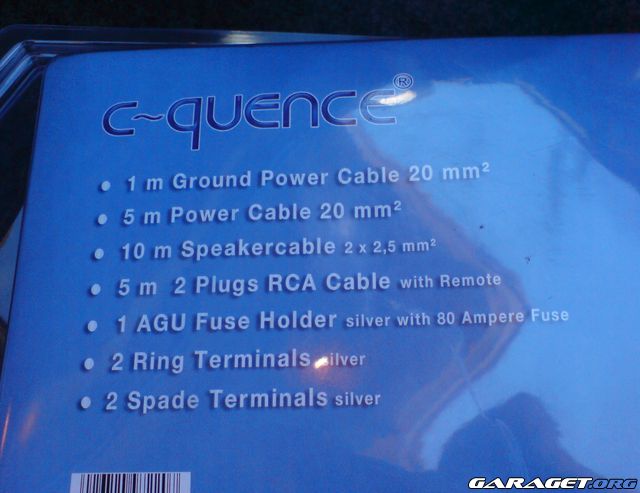 c~quence®
• 1 m Ground Power Cable 20 mm²
• 5 m Power Cable 20 mm²
• 10 m Speakercable 2 x 2,5 mm²
• 5 m 2 Plugs RCA Cable with Remote
• 1 AGU Fuse Holder silver with 80 Ampere Fuse
• 2 Ring Terminals silver
• 2 Spade Terminals silver
GARAGET.ORG